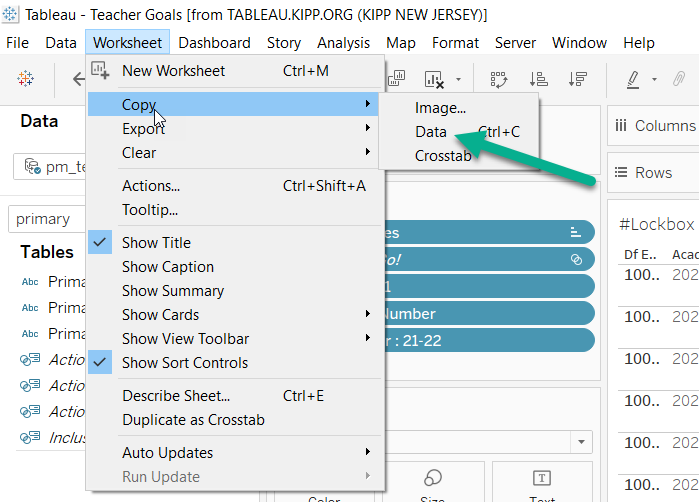 Tableau - Teacher Goals [from TABLEAU.KIPP.ORG (KIPP NEW JERSEY)]
File Data Worksheet Dashboard Story Analysis Map Format Server Window Help
New Worksheet Ctrl+M
Copy
Export
Clear
Actions... Ctrl+Shift+A
Tooltip...
Show Title
Show Caption
Show Summary
Show Cards
Show View Toolbar
Show Sort Controls
Describe Sheet... Ctrl+E
Duplicate as Crosstab
Auto Updates
Run Update
Image...
Data Ctrl+C
Crosstab
Data
pm_te
primary
Tables
Abc Prima
Abc Prima
Abc Prima
Actio
Actio
Actio
Inclus
es
Go!
1
Number
r : 21-22
Color
Size
Text
Columns
Rows
#Lockbox
Df E.. Acac
100.. 202
100.. 202
100.. 202
100.. 202
100.. 202
100.. 202